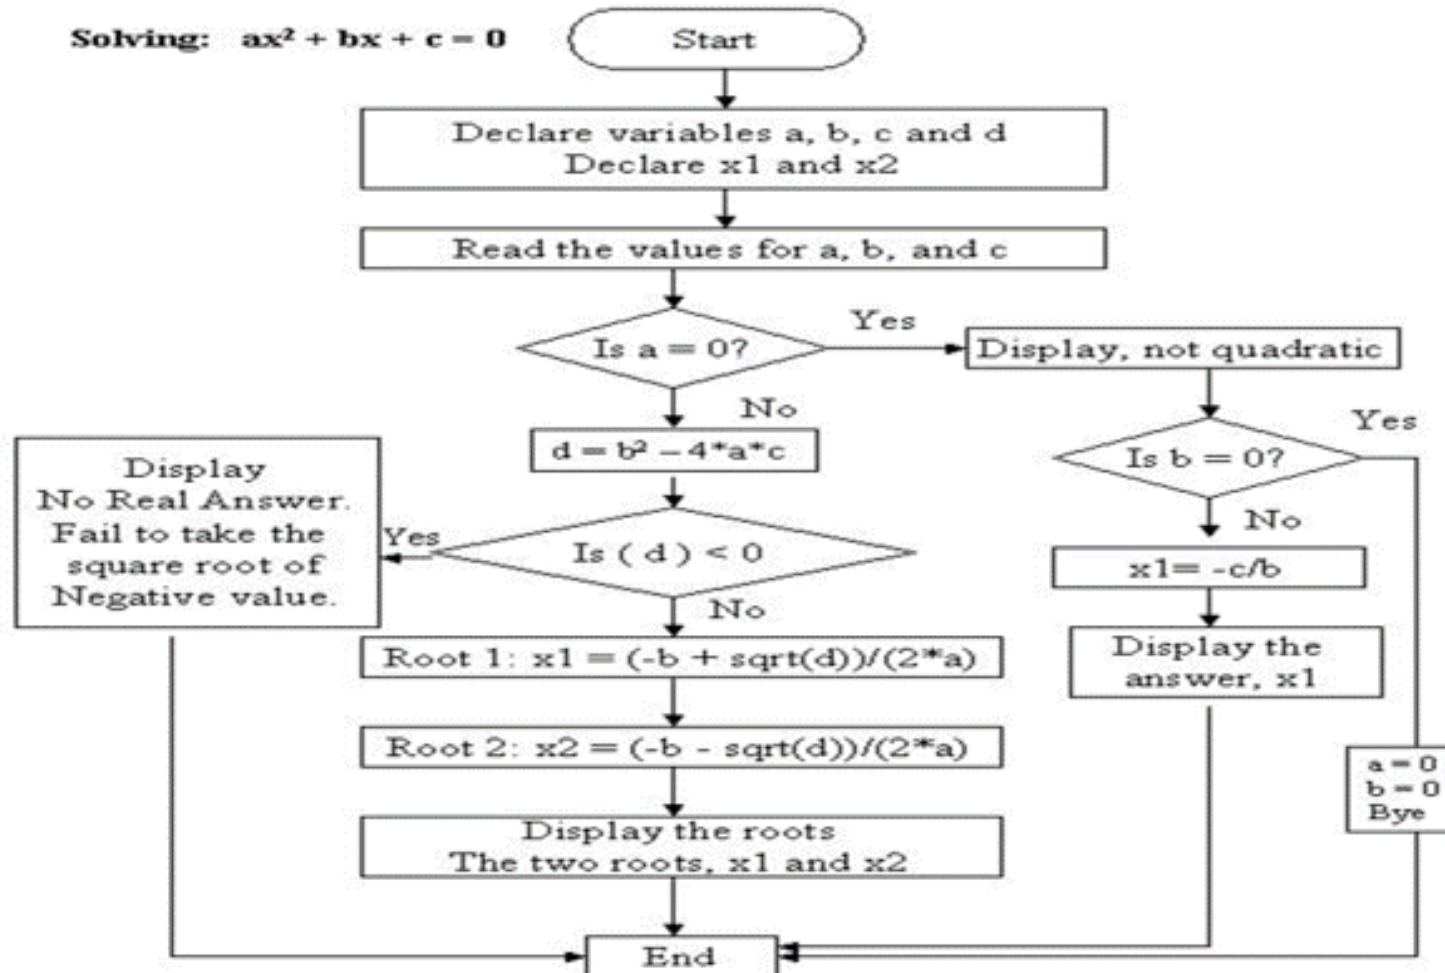 Solving: ax² + bx + c = 0
Start
Declare variables a, b, c and d
Declare x1 and x2
Read the values for a, b, and c
Is a = 0?
Yes
Display, not quadratic
No
d = b² – 4*a*c
Is b = 0?
Yes
No
x1= -c/b
Display the
answer, x1
a = 0
b = 0
Bye
Is ( d ) < 0
Yes
Display
No Real Answer.
Fail to take the
square root of
Negative value.
No
Root 1: x1 = (-b + sqrt(d))/(2*a)
Root 2: x2 = (-b - sqrt(d))/(2*a)
Display the roots
The two roots, x1 and x2
End